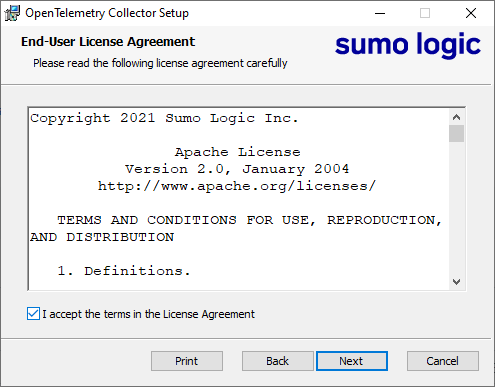 OpenTelemetry Collector Setup
End-User License Agreement
sumo logic
Please read the following license agreement carefully
Copyright 2021 Sumo Logic Inc.
Apache License
Version 2.0, January 2004
http://www.apache.org/licenses/
TERMS AND CONDITIONS FOR USE, REPRODUCTION,
AND DISTRIBUTION
1. Definitions.
I accept the terms in the License Agreement
Print
Back
Next
Cancel